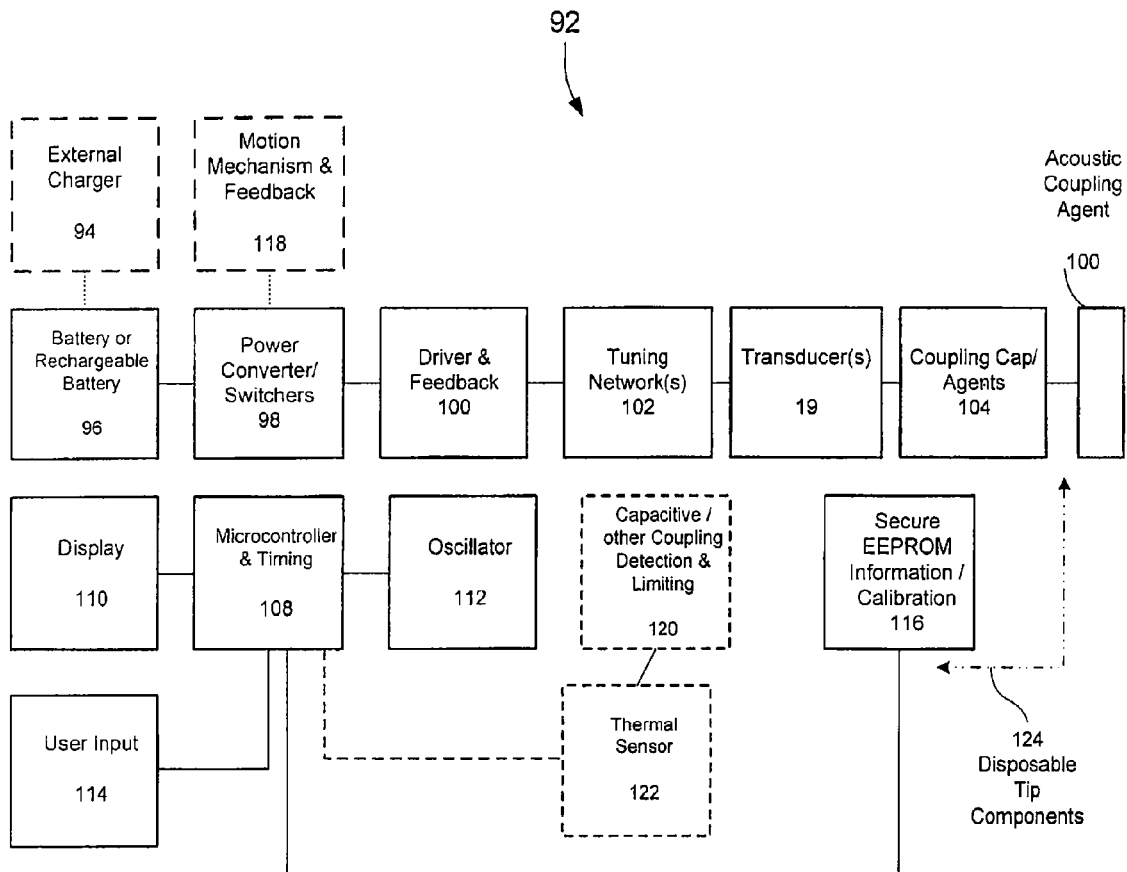 92
External
Charger
94
Motion
Mechanism &
Feedback
118
Acoustic
Coupling
Agent
100
Battery or
Rechargeable
Battery
96
Power
Converter/
Switchers
98
Driver &
Feedback
100
Tuning
Network(s)
102
Transducer(s)
19
Coupling Cap/
Agents
104
Display
110
Microcontroller
& Timing
108
Oscillator
112
Capacitive /
other Coupling
Detection &
Limiting
120
Secure
EEPROM
Information /
Calibration
116
User Input
114
Thermal
Sensor
122
124
Disposable
Tip
Components